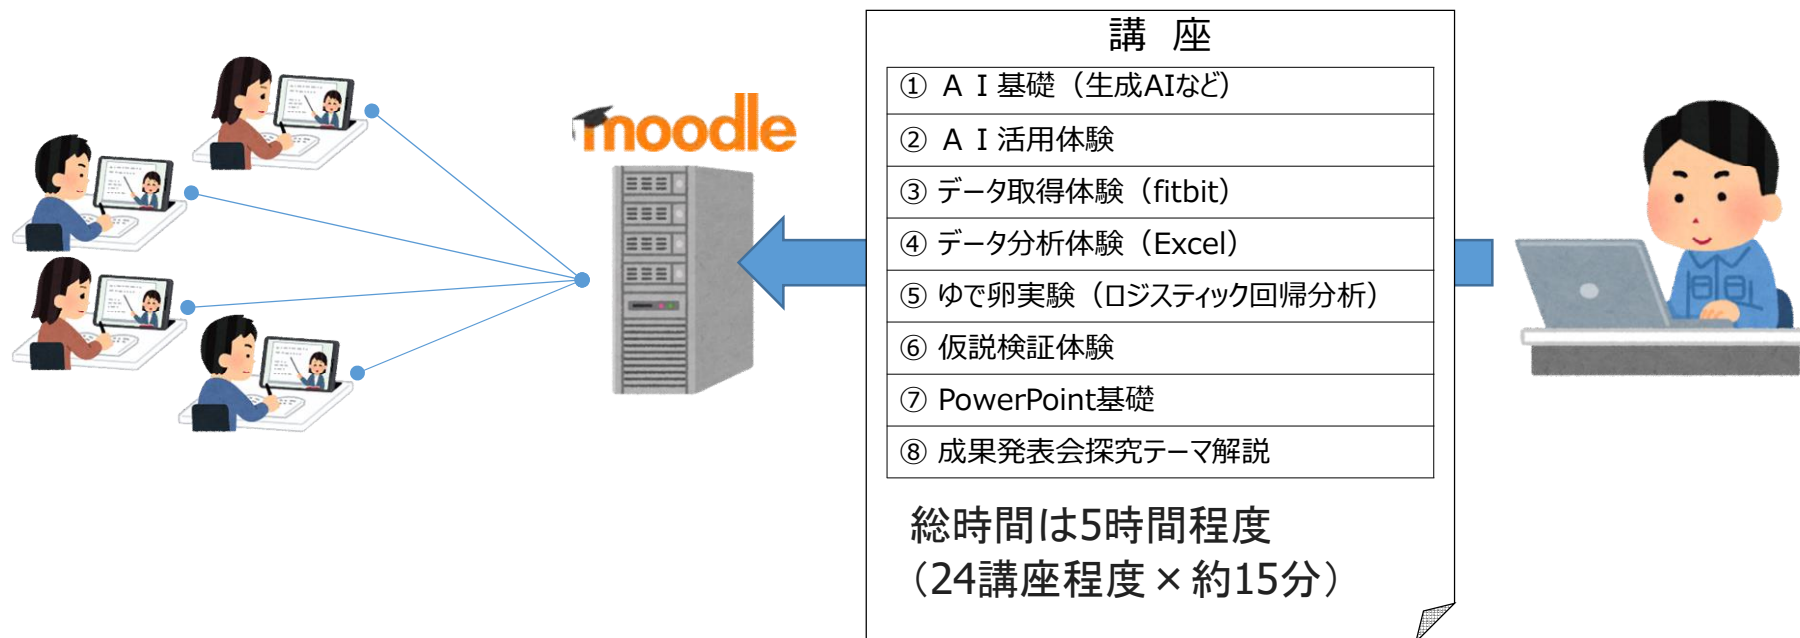 moodle
講 座
① A I 基礎（生成AIなど）
② A I 活用体験
③ データ取得体験（fitbit）
④ データ分析体験（Excel）
⑤ ゆで卵実験（ロジスティック回帰分析）
⑥ 仮説検証体験
⑦ PowerPoint基礎
⑧ 成果発表会探究テーマ解説
総時間は5時間程度
（24講座程度×約15分）